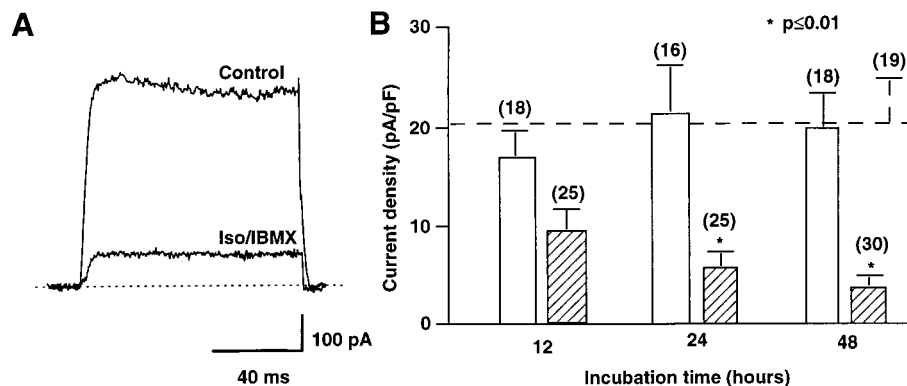 A
Control
Iso/IBMX
100 pA
40 ms
B
* p≤0.01
Current density (pA/pF)
30
20
10
0
(18)
(25)
(16)
(25)
*
(18)
(30)
*
(19)
12
24
48
Incubation time (hours)